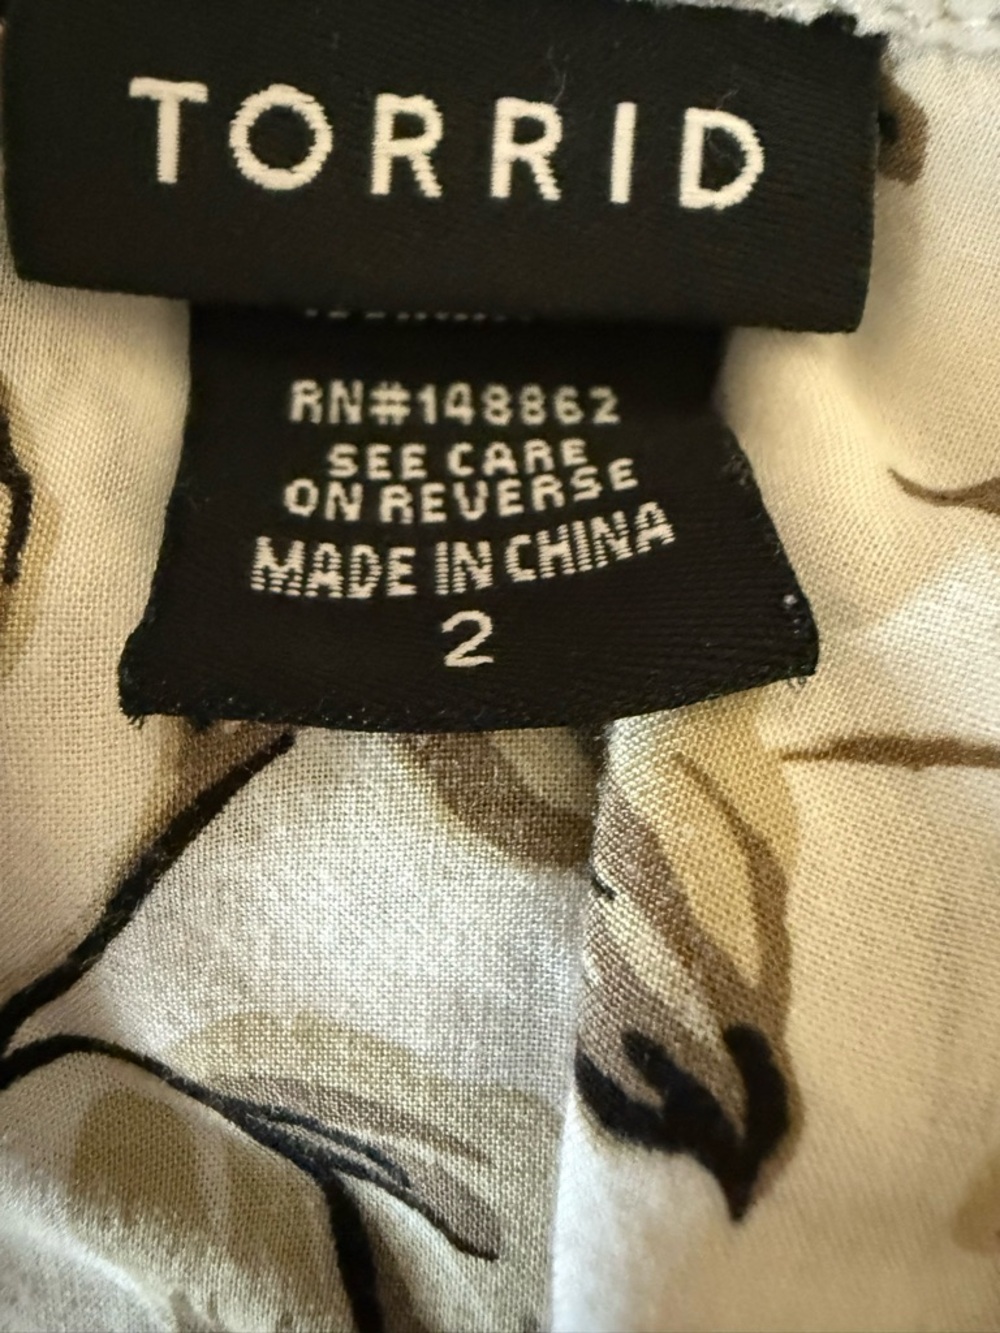 TORRID
RN#148862
SEE CARE
ON REVERSE
MADE IN CHINA
2